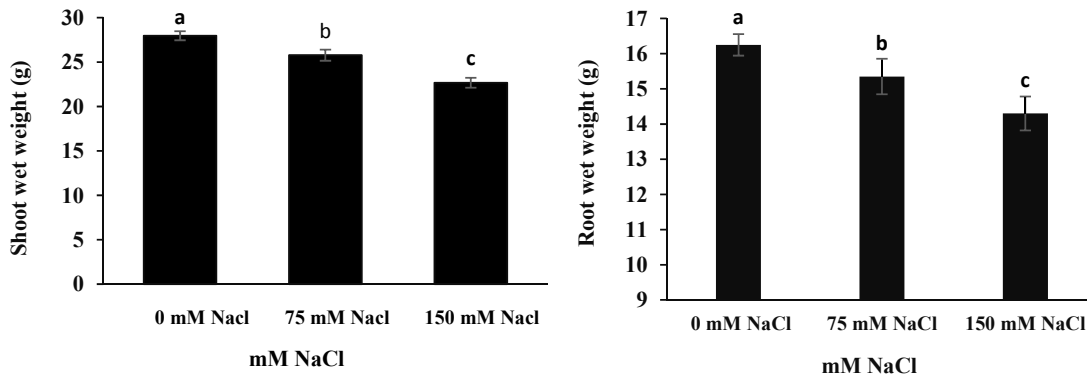 Shoot wet weight (g)
30
25
20
15
10
5
0
a
b
c
0 mM Nacl
75 mM Nacl
150 mM Nacl
mM NaCl
Root wet weight (g)
17
16
15
14
13
12
11
10
9
a
b
c
0 mM NaCl
75 mM NaCl
150 mM NaCl
mM NaCl